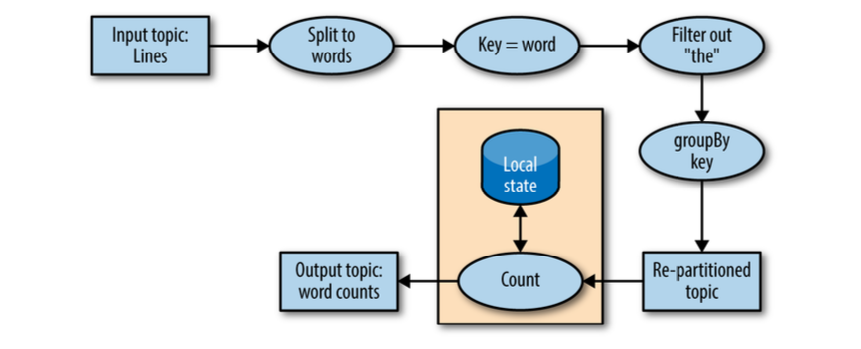 Input topic:
Lines
Split to
words
Key = word
Filter out
"the"
groupBy
key
Local
state
Output topic:
word counts
Count
Re-partitioned
topic